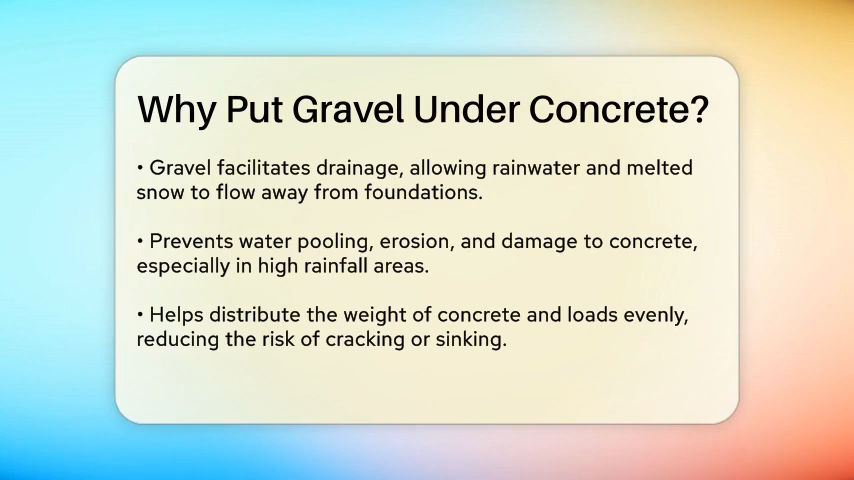 Why Put Gravel Under Concrete?
• Gravel facilitates drainage, allowing rainwater and melted
snow to flow away from foundations.
• Prevents water pooling, erosion, and damage to concrete,
especially in high rainfall areas.
• Helps distribute the weight of concrete and loads evenly,
reducing the risk of cracking or sinking.